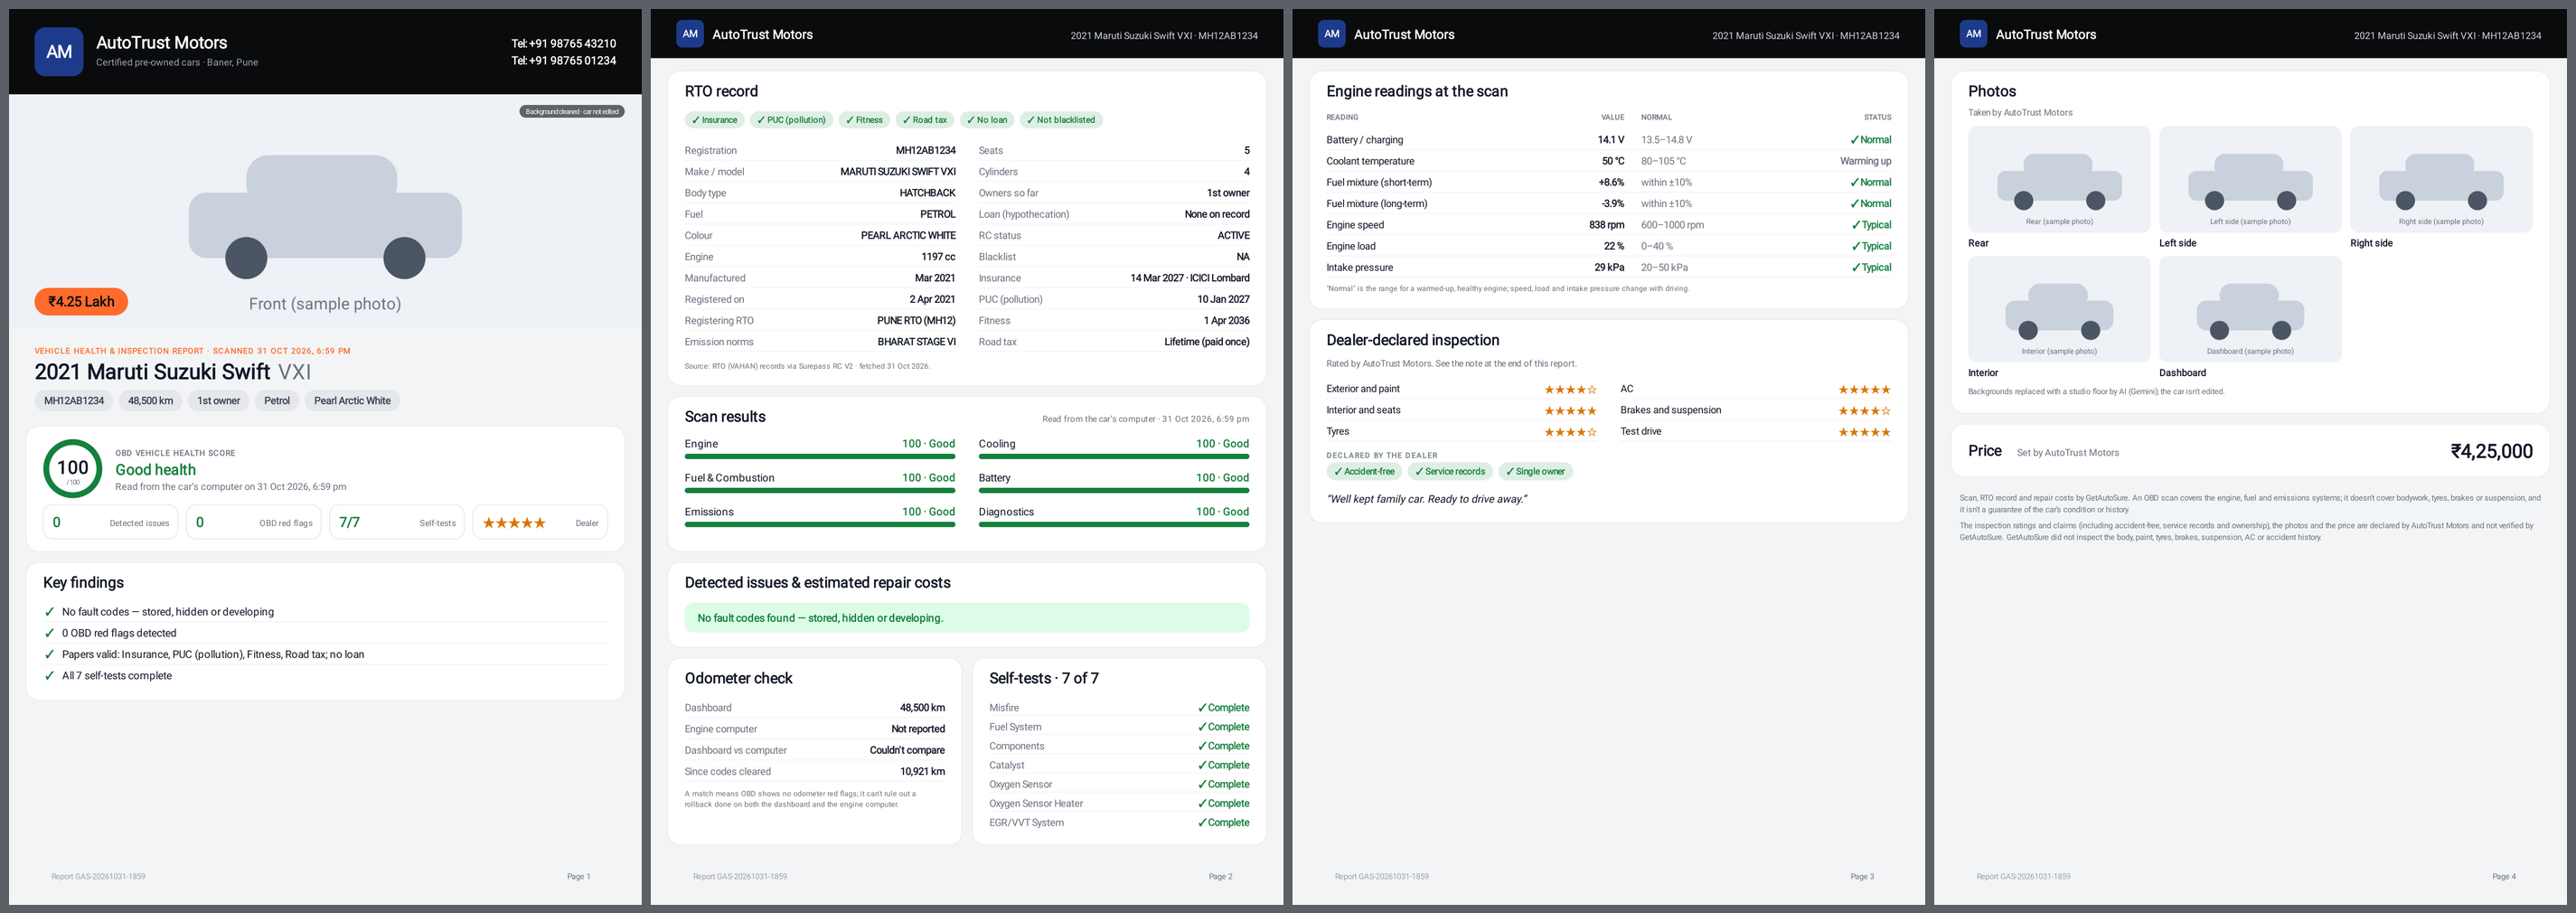 AM
AutoTrust Motors
Certified pre-owned cars · Baner, Pune
Tel: +91 98765 43210
Tel: +91 98765 01234
Background cleaned · car not edited
₹4.25 Lakh
Front (sample photo)
VEHICLE HEALTH & INSPECTION REPORT · SCANNED 31 OCT 2026, 6:59 PM
2021 Maruti Suzuki Swift VXI
MH12AB1234 48,500 km 1st owner Petrol Pearl Arctic White
100
/100
OBD VEHICLE HEALTH SCORE
Good health
Read from the car's computer on 31 Oct 2026, 6:59 pm
0 Detected issues 0 OBD red flags 7/7 Self-tests ★★★★★ Dealer
Key findings
✓ No fault codes — stored, hidden or developing
✓ 0 OBD red flags detected
✓ Papers valid: Insurance, PUC (pollution), Fitness, Road tax; no loan
✓ All 7 self-tests complete
Report GAS-20261031-1859 Page 1
AM AutoTrust Motors 2021 Maruti Suzuki Swift VXI · MH12AB1234
RTO record
✓ Insurance ✓ PUC (pollution) ✓ Fitness ✓ Road tax ✓ No loan ✓ Not blacklisted
Registration MH12AB1234 Seats 5
Make / model MARUTI SUZUKI SWIFT VXI Cylinders 4
Body type HATCHBACK Owners so far 1st owner
Fuel PETROL Loan (hypothecation) None on record
Colour PEARL ARCTIC WHITE RC status ACTIVE
Engine 1197 cc Blacklist NA
Manufactured Mar 2021 Insurance 14 Mar 2027 · ICICI Lombard
Registered on 2 Apr 2021 PUC (pollution) 10 Jan 2027
Registering RTO PUNE RTO (MH12) Fitness 1 Apr 2036
Emission norms BHARAT STAGE VI Road tax Lifetime (paid once)
Source: RTO (VAHAN) records via Surepass RC V2 · fetched 31 Oct 2026.
Scan results Read from the car's computer · 31 Oct 2026, 6:59 pm
Engine 100 · Good Cooling 100 · Good
Fuel & Combustion 100 · Good Battery 100 · Good
Emissions 100 · Good Diagnostics 100 · Good
Detected issues & estimated repair costs
No fault codes found — stored, hidden or developing.
Odometer check
Dashboard 48,500 km
Engine computer Not reported
Dashboard vs computer Couldn't compare
Since codes cleared 10,921 km
A match means OBD shows no odometer red flags; it can't rule out a
rollback done on both the dashboard and the engine computer.
Self-tests · 7 of 7
Misfire ✓ Complete
Fuel System ✓ Complete
Components ✓ Complete
Catalyst ✓ Complete
Oxygen Sensor ✓ Complete
Oxygen Sensor Heater ✓ Complete
EGR/VVT System ✓ Complete
Report GAS-20261031-1859 Page 2
AM AutoTrust Motors 2021 Maruti Suzuki Swift VXI · MH12AB1234
Engine readings at the scan
READING VALUE NORMAL STATUS
Battery / charging 14.1 V 13.5–14.8 V ✓ Normal
Coolant temperature 50 °C 80–105 °C Warming up
Fuel mixture (short-term) +8.6% within ±10% ✓ Normal
Fuel mixture (long-term) -3.9% within ±10% ✓ Normal
Engine speed 838 rpm 600–1000 rpm ✓ Typical
Engine load 22 % 0–40 % ✓ Typical
Intake pressure 29 kPa 20–50 kPa ✓ Typical
"Normal" is the range for a warmed-up, healthy engine; speed, load and intake pressure change with driving.
Dealer-declared inspection
Rated by AutoTrust Motors. See the note at the end of this report.
Exterior and paint ★★★★☆ AC ★★★★★
Interior and seats ★★★★★ Brakes and suspension ★★★★☆
Tyres ★★★★☆ Test drive ★★★★★
DECLARED BY THE DEALER
✓ Accident-free ✓ Service records ✓ Single owner
“Well kept family car. Ready to drive away.”
Report GAS-20261031-1859 Page 3
AM AutoTrust Motors 2021 Maruti Suzuki Swift VXI · MH12AB1234
Photos
Taken by AutoTrust Motors
Rear (sample photo) Left side (sample photo) Right side (sample photo)
Rear Left side Right side
Interior (sample photo) Dashboard (sample photo)
Interior Dashboard
Backgrounds replaced with a studio floor by AI (Gemini); the car isn't edited.
Price Set by AutoTrust Motors ₹4,25,000
Scan, RTO record and repair costs by GetAutoSure. An OBD scan covers the engine, fuel and emissions systems; it doesn't cover bodywork, tyres, brakes or suspension, and
it isn't a guarantee of the car's condition or history.
The inspection ratings and claims (including accident-free, service records and ownership), the photos and the price are declared by AutoTrust Motors and not verified by
GetAutoSure. GetAutoSure did not inspect the body, paint, tyres, brakes, suspension, AC or accident history.
Report GAS-20261031-1859 Page 4